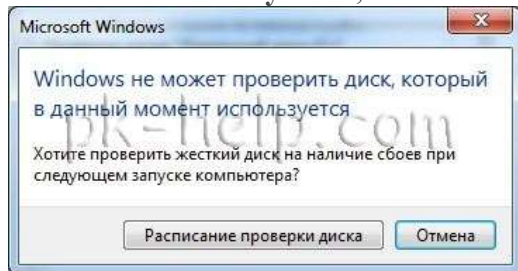 Microsoft Windows
Windows не может проверить диск, который
в данный момент используется
pk-help.com
Хотите проверить жесткий диск на наличие сбоев при
следующем запуске компьютера?
Расписание проверки диска Отмена